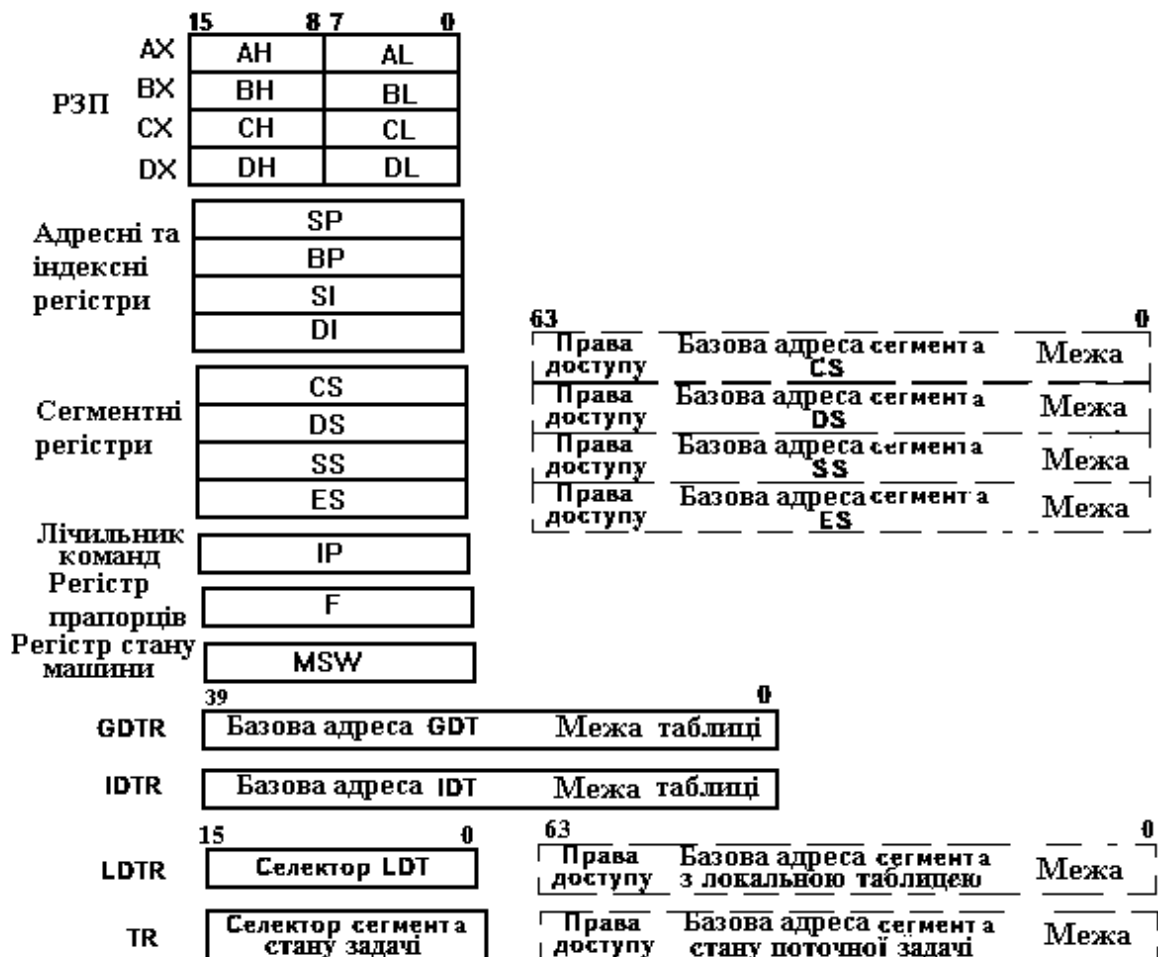 15 8 7 0
AX AH AL
РЗП
BX BH BL
CX CH CL
DX DH DL
Адресні та
індексні
регістри
SP
BP
SI
DI
Сегментні
регістри
CS
DS
SS
ES
63 0
Права доступу Базова адреса сегмента CS Межа
Права доступу Базова адреса сегмента DS Межа
Права доступу Базова адреса сегмента SS Межа
Права доступу Базова адреса сегмента ES Межа
Лічильник
команд
IP
Регістр
прапорців
F
Регістр стану
машини
MSW
39 0
GDTR Базова адреса GDT Межа таблиці
IDTR Базова адреса IDT Межа таблиці
15 0 63 0
LDTR Селектор LDT
Права доступу Базова адреса сегмента з локальною таблицею Межа
TR Селектор сегмента стану задачі
Права доступу Базова адреса сегмента стану поточної задачі Межа